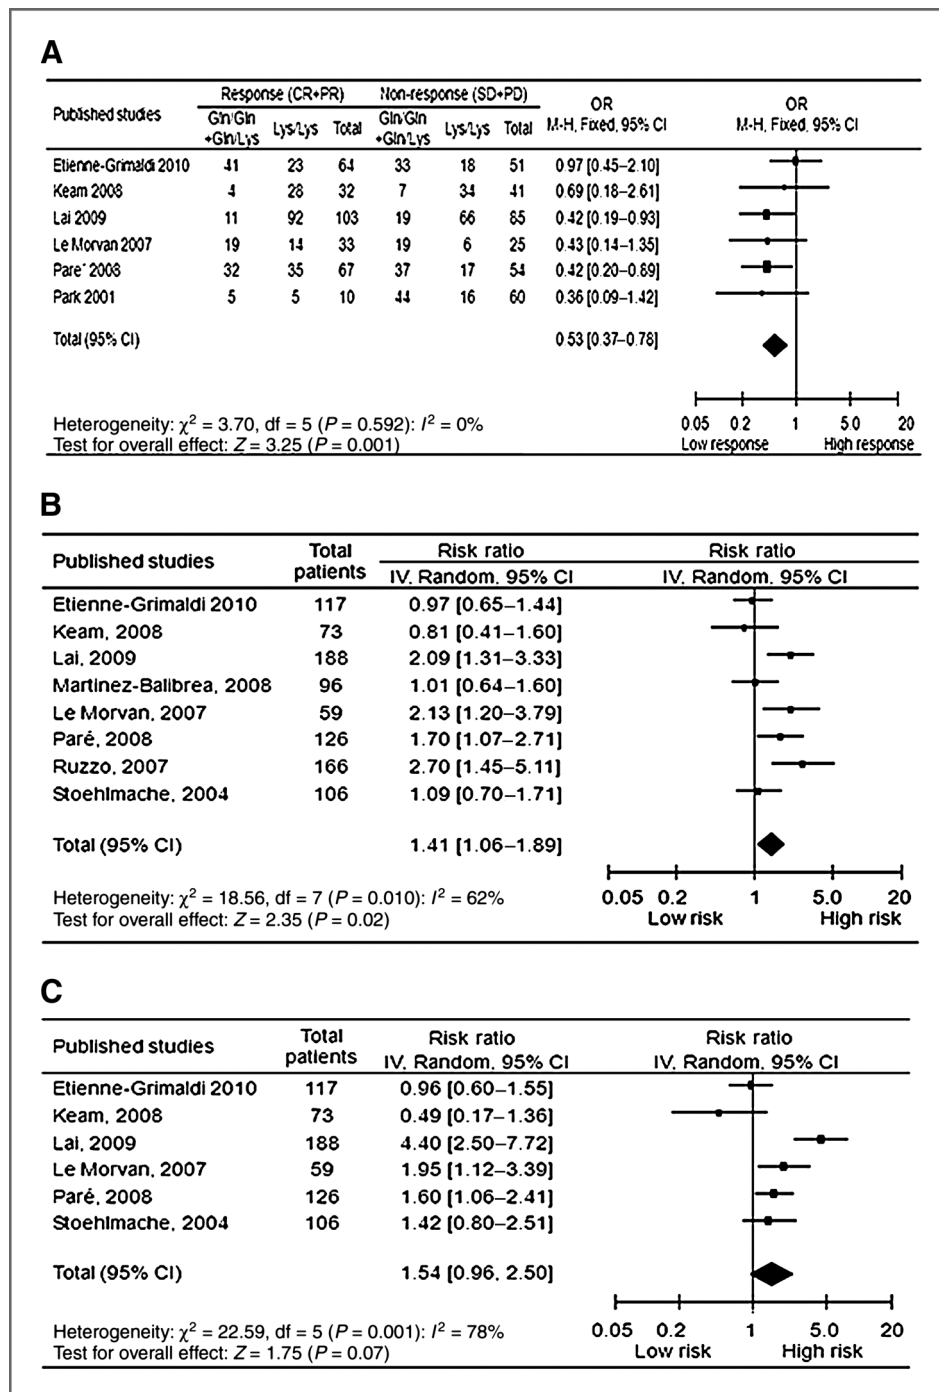 A
Response (CR+PR) Non-response (SD+PD) OR OR
Published studies Gln/Gln +Gln/Lys Lys/Lys Total Gln/Gln +Gln/Lys Lys/Lys Total M-H, Fixed, 95% CI M-H, Fixed, 95% CI
Etienne-Grimaldi 2010 41 23 64 33 18 51 0.97 [0.45–2.10]
Keam 2008 4 28 32 7 34 41 0.69 [0.18–2.61]
Lai 2009 11 92 103 19 66 85 0.42 [0.19–0.93]
Le Morvan 2007 19 14 33 19 6 25 0.43 [0.14–1.35]
Pare´ 2008 32 35 67 37 17 54 0.42 [0.20–0.89]
Park 2001 5 5 10 44 16 60 0.36 [0.09–1.42]
Total (95% CI) 0.53 [0.37–0.78]
Heterogeneity: χ² = 3.70, df = 5 (P = 0.592): I² = 0%
Test for overall effect: Z = 3.25 (P = 0.001)
0.05 0.2 1 5.0 20
Low response High response
B
Published studies Total patients Risk ratio Risk ratio
IV. Random. 95% CI IV. Random. 95% CI
Etienne-Grimaldi 2010 117 0.97 [0.65–1.44]
Keam, 2008 73 0.81 [0.41–1.60]
Lai, 2009 188 2.09 [1.31–3.33]
Martinez-Balibrea, 2008 96 1.01 [0.64–1.60]
Le Morvan, 2007 59 2.13 [1.20–3.79]
Paré, 2008 126 1.70 [1.07–2.71]
Ruzzo, 2007 166 2.70 [1.45–5.11]
Stoehlmache, 2004 106 1.09 [0.70–1.71]
Total (95% CI) 1.41 [1.06–1.89]
0.05 0.2 1 5.0 20
Low risk High risk
Heterogeneity: χ² = 18.56, df = 7 (P = 0.010): I² = 62%
Test for overall effect: Z = 2.35 (P = 0.02)
C
Published studies Total patients Risk ratio Risk ratio
IV. Random. 95% CI IV. Random. 95% CI
Etienne-Grimaldi 2010 117 0.96 [0.60–1.55]
Keam, 2008 73 0.49 [0.17–1.36]
Lai, 2009 188 4.40 [2.50–7.72]
Le Morvan, 2007 59 1.95 [1.12–3.39]
Paré, 2008 126 1.60 [1.06–2.41]
Stoehlmache, 2004 106 1.42 [0.80–2.51]
Total (95% CI) 1.54 [0.96, 2.50]
0.05 0.2 1 5.0 20
Low risk High risk
Heterogeneity: χ² = 22.59, df = 5 (P = 0.001): I² = 78%
Test for overall effect: Z = 1.75 (P = 0.07)